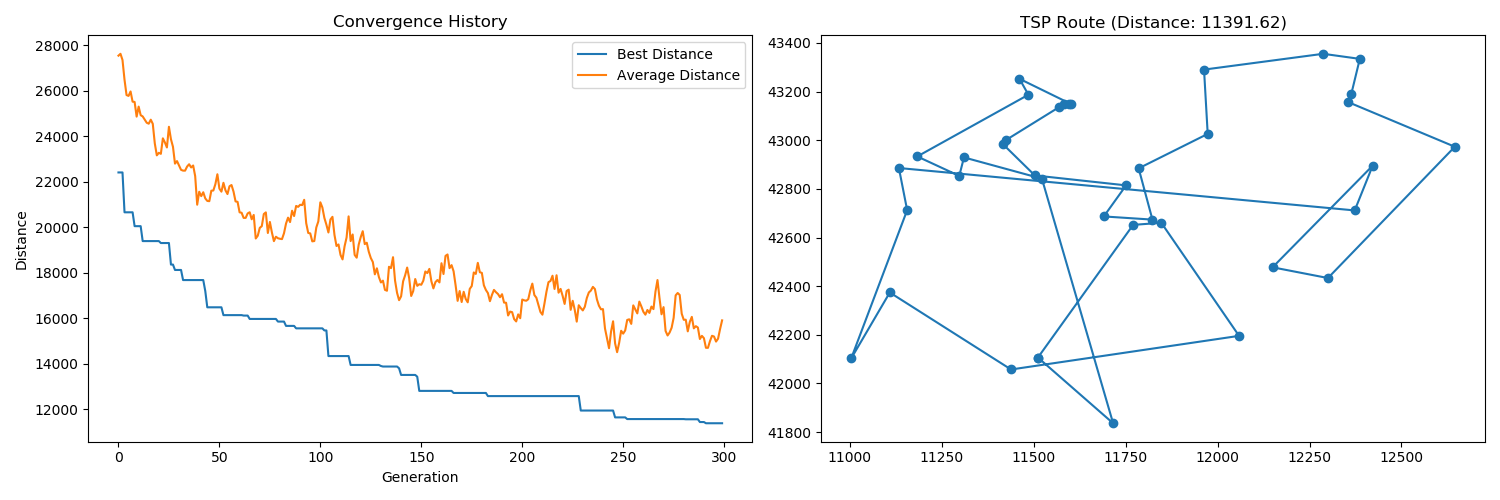 Convergence History
28000
26000
24000
22000
20000
18000
16000
14000
12000
Distance
Best Distance
Average Distance
0 50 100 150 200 250 300
Generation
TSP Route (Distance: 11391.62)
43400
43200
43000
42800
42600
42400
42200
42000
41800
11000 11250 11500 11750 12000 12250 12500